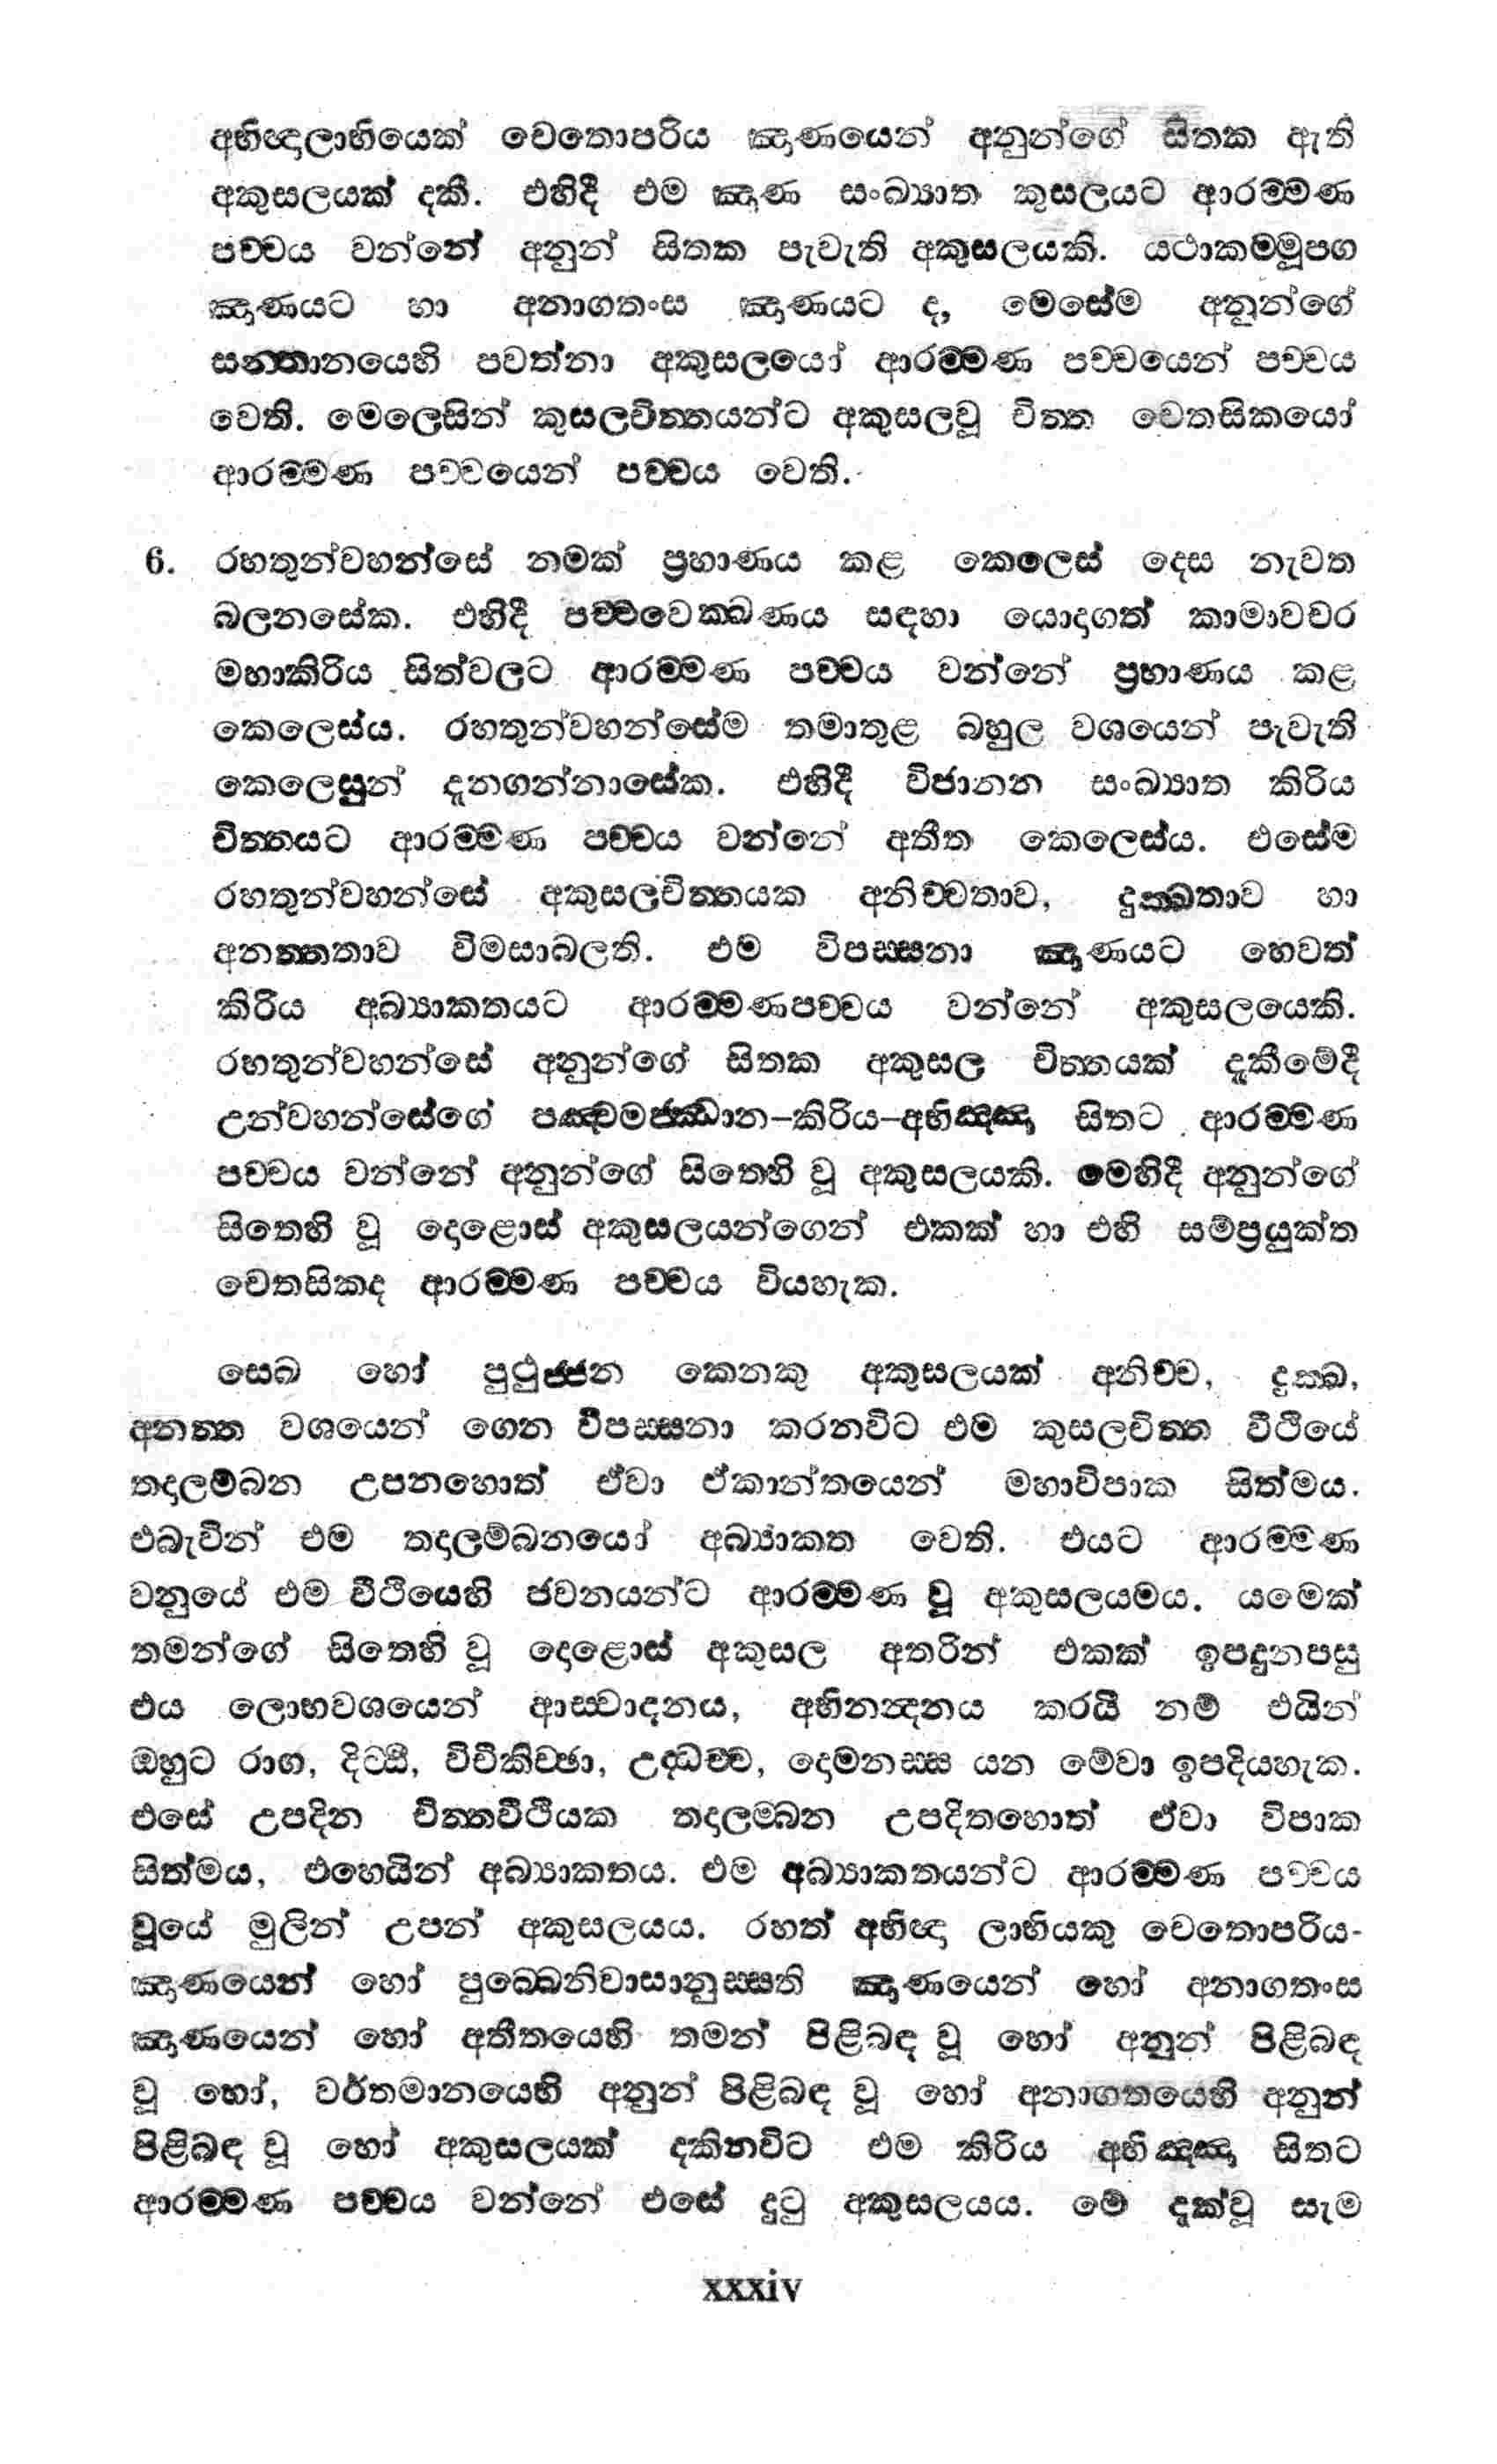 අභිඥාලාභියෙක් චෙතොපරිය ඤාණයෙන් අනුන්ගේ සිතක ඇති
අකුසලයක් දකී. එහිදී එම ඤාණ සංඛ්‍යාත කුසලයට ආරම්මණ
පච්චය වන්නේ අනුන් සිතක පැවැති අකුසලයකි. යථාකම්මූපග
ඤාණයට හා අනාගතංස ඤාණයට ද, මෙසේම අනුන්ගේ
සන්තානයෙහි පවත්නා අකුසලයෝ ආරම්මණ පච්චයෙන් පච්චය
වෙති. මෙලෙසින් කුසලචිත්තයන්ට අකුසලවූ චිත්ත චෙතසිකයෝ
ආරම්මණ පච්චයෙන් පච්චය වෙති.
6. රහතුන්වහන්සේ නමක් ප්‍රහාණය කළ කෙලෙස් දෙස නැවත
බලනසේක. එහිදී පච්චවෙක්ඛණය සඳහා යොදාගත් කාමාවචර
මහාකිරිය සිත්වලට ආරම්මණ පච්චය වන්නේ ප්‍රහාණය කළ
කෙලෙස්ය. රහතුන්වහන්සේම තමාතුළ බහුල වශයෙන් පැවැති
කෙලෙසුන් දැනගන්නාසේක. එහිදී විජානන සංඛ්‍යාත කිරිය
චිත්තයට ආරම්මණ පච්චය වන්නේ අතීත කෙලෙස්ය. එසේම
රහතුන්වහන්සේ අකුසලචිත්තයක අනිච්චතාව, දුක්ඛතාව හා
අනත්තතාව විමසාබලති. එම විපස්සනා ඤාණයට හෙවත්
කිරිය අබ්‍යාකතයට ආරම්මණපච්චය වන්නේ අකුසලයෙකි.
රහතුන්වහන්සේ අනුන්ගේ සිතක අකුසල චිත්තයක් දැකීමේදී
උන්වහන්සේගේ පඤ්චමජ්ඣාන-කිරිය-අභිඤ්ඤා සිතට ආරම්මණ
පච්චය වන්නේ අනුන්ගේ සිතෙහි වූ අකුසලයකි. මෙහිදී අනුන්ගේ
සිතෙහි වූ දොළොස් අකුසලයන්ගෙන් එකක් හා එහි සම්ප්‍රයුක්ත
චෙතසිකද ආරම්මණ පච්චය වියහැක.
සෙඛ හෝ පුථුජ්ජන කෙනකු අකුසලයක් අනිච්ච, දුක්ඛ,
අනත්ත වශයෙන් ගෙන විපස්සනා කරනවිට එම කුසලචිත්ත වීථියේ
තදාලම්බන උපනහොත් ඒවා ඒකාන්තයෙන් මහාවිපාක සිත්මය.
එබැවින් එම තදාලම්බනයෝ අබ්‍යාකත වෙති. එයට ආරම්මණ
වනුයේ එම වීථියෙහි ජවනයන්ට ආරම්මණ වූ අකුසලයමය. යමෙක්
තමන්ගේ සිතෙහි වූ දොළොස් අකුසල අතරින් එකක් ඉපදුනපසු
එය ලොභවශයෙන් ආස්වාදනය, අභිනන්දනය කරයි නම් එයින්
ඔහුට රාග, දිට්ඨි, විචිකිච්ඡා, උද්ධච්ච, දොමනස්ස යන මේවා ඉපදියහැක.
එසේ උපදින චිත්තවීථියක තදාලම්බන උපදිතහොත් ඒවා විපාක
සිත්මය, එහෙයින් අබ්‍යාකතය. එම අබ්‍යාකතයන්ට ආරම්මණ පච්චය
වූයේ මුලින් උපන් අකුසලයය. රහත් අභිඥා ලාභියකු චෙතොපරිය-
ඤාණයෙන් හෝ පුබ්බෙනිවාසානුස්සති ඤාණයෙන් හෝ අනාගතංස
ඤාණයෙන් හෝ අතීතයෙහි තමන් පිළිබඳ වූ හෝ අනුන් පිළිබඳ
වූ හෝ, වර්තමානයෙහි අනුන් පිළිබඳ වූ හෝ අනාගතයෙහි අනුන්
පිළිබඳ වූ හෝ අකුසලයක් දකිනවිට එම කිරිය අභිඤ්ඤා සිතට
ආරම්මණ පච්චය වන්නේ එසේ දුටු අකුසලයය. මේ දැක්වූ සැම
xxxiv